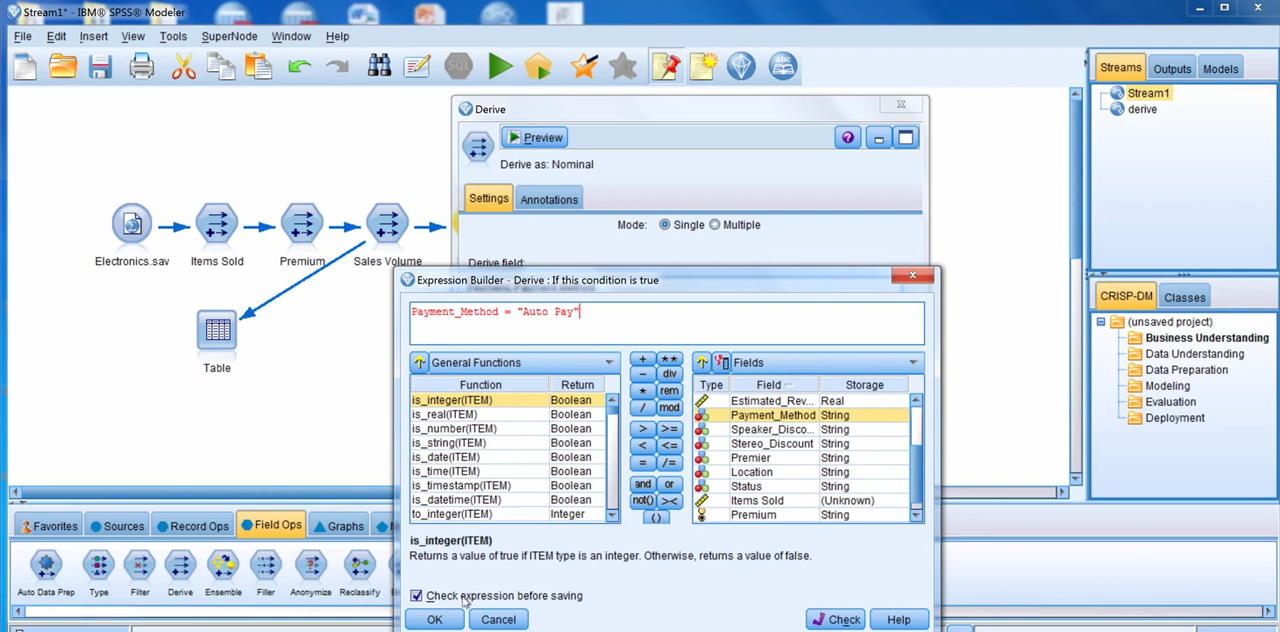 Stream1* - IBM® SPSS® Modeler
File Edit Insert View Tools SuperNode Window Help
SQL
abc
Streams Outputs Models
Stream1
derive
Derive
Preview
Derive as: Nominal
Settings Annotations
Mode: Single Multiple
Derive field:
Electronics.sav Items Sold Premium Sales Volume
Table
Expression Builder - Derive : If this condition is true
Payment_Method = "Auto Pay"
General Functions
Function Return
is_integer(ITEM) Boolean
is_real(ITEM) Boolean
is_number(ITEM) Boolean
is_string(ITEM) Boolean
is_date(ITEM) Boolean
is_time(ITEM) Boolean
is_timestamp(ITEM) Boolean
is_datetime(ITEM) Boolean
to_integer(ITEM) Integer
+ **
- div
* rem
/ mod
> >=
< <=
= /=
and or
not() ><
()
Fields
Type Field Storage
Estimated_Rev... Real
Payment_Method String
Speaker_Disco... String
Stereo_Discount String
Premier String
Location String
Status String
Items Sold (Unknown)
Premium String
is_integer(ITEM)
Returns a value of true if ITEM type is an integer. Otherwise, returns a value of false.
Check expression before saving
OK Cancel Check Help
CRISP-DM Classes
(unsaved project)
Business Understanding
Data Understanding
Data Preparation
Modeling
Evaluation
Deployment
Favorites Sources Record Ops Field Ops Graphs
Auto Data Prep Type Filter Derive Ensemble Filler Anonymize Reclassify